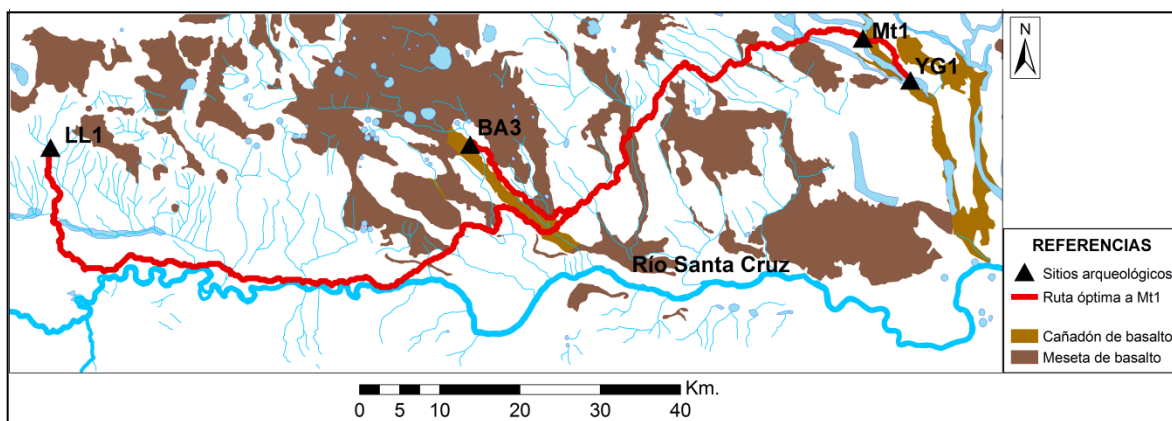 Mt1
YG1
LL1
BA3
Río Santa Cruz
N
REFERENCIAS
Sitios arqueológicos
Ruta óptima a Mt1
Cañadón de basalto
Meseta de basalto
Km.
0 5 10 20 30 40